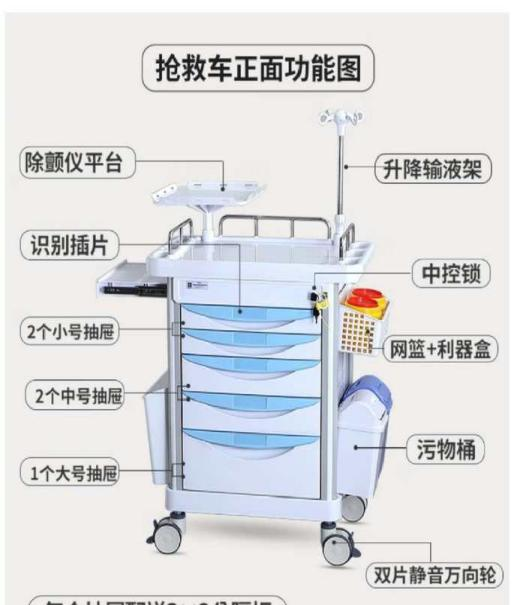 抢救车正面功能图
除颤仪平台
升降输液架
识别插片
中控锁
2个小号抽屉
网篮+利器盒
2个中号抽屉
污物桶
1个大号抽屉
双片静音万向轮